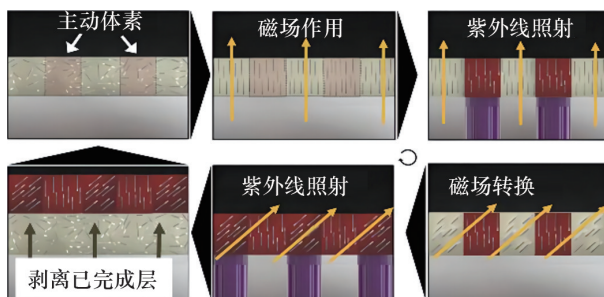 主动体素
磁场作用
紫外线照射
紫外线照射
磁场转换
剥离已完成层